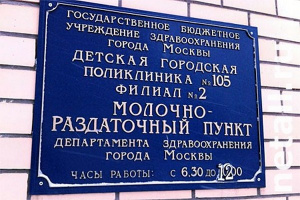 ГОСУДАРСТВЕННОЕ БЮДЖЕТНОЕ
УЧРЕЖДЕНИЕ ЗДРАВООХРАНЕНИЯ
ГОРОДА МОСКВЫ
ДЕТСКАЯ ГОРОДСКАЯ
ПОЛИКЛИНИКА №105
ФИЛИАЛ №2
МОЛОЧНО-
РАЗДАТОЧНЫЙ ПУНКТ
ДЕПАРТАМЕНТА ЗДРАВООХРАНЕНИЯ
ГОРОДА МОСКВЫ
ЧАСЫ РАБОТЫ: С 6.30 ДО 12.00